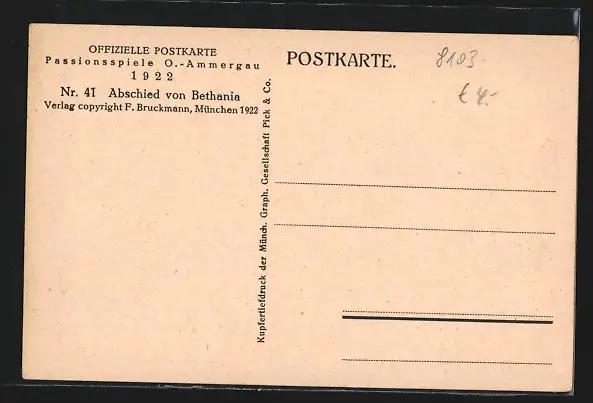 OFFIZIELLE POSTKARTE
Passionsspiele O.-Ammergau
1922
Nr. 41 Abschied von Bethania
Verlag copyright F. Bruckmann, München 1922
Kupfertiefdruck der Münch. Graph. Gesellschaft Pick & Co.
POSTKARTE.
8103
€ 4.-